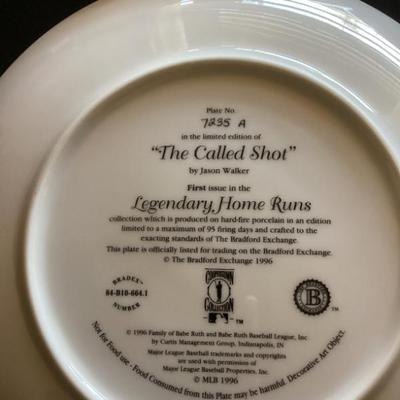 Plate No.
7235 A
in the limited edition of
"The Called Shot"
by Jason Walker
First issue in the
Legendary Home Runs
collection which is produced on hard-fire porcelain in an edition
limited to a maximum of 95 firing days and crafted to the
exacting standards of The Bradford Exchange.
This plate is officially listed for trading on the Bradford Exchange.
© The Bradford Exchange 1996
BRADEX®
84-B10-664.1
NUMBER
COOPERSTOWN
COLLECTION
™
B
™
© 1996 Family of Babe Ruth and Babe Ruth Baseball League, Inc.
by Curtis Management Group, Indianapolis, IN
Major League Baseball trademarks and copyrights
are used with permission of
Major League Baseball Properties, Inc.
© MLB 1996
Not for Food use - Food Consumed from this Plate may be harmful. Decorative Art Object.